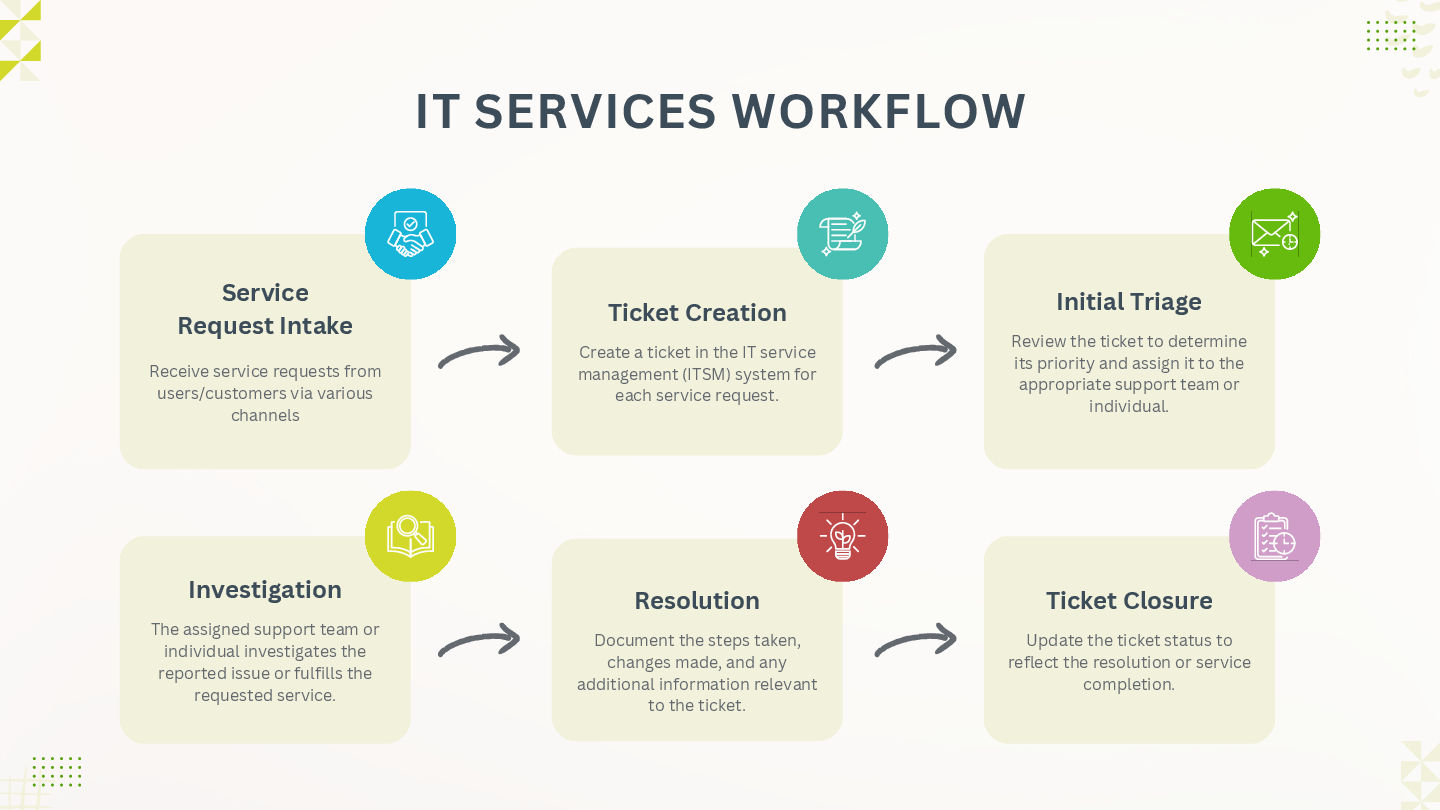 IT SERVICES WORKFLOW
Service
Request Intake
Receive service requests from
users/customers via various
channels
Ticket Creation
Create a ticket in the IT service
management (ITSM) system for
each service request.
Initial Triage
Review the ticket to determine
its priority and assign it to the
appropriate support team or
individual.
Investigation
The assigned support team or
individual investigates the
reported issue or fulfills the
requested service.
Resolution
Document the steps taken,
changes made, and any
additional information relevant
to the ticket.
Ticket Closure
Update the ticket status to
reflect the resolution or service
completion.